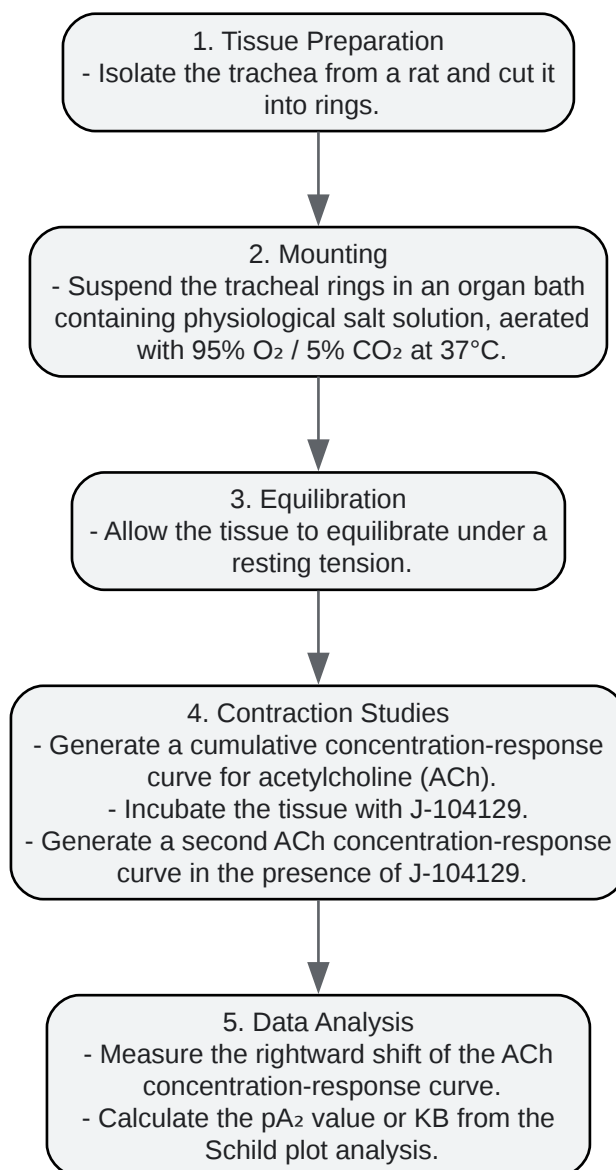 1. Tissue Preparation
- Isolate the trachea from a rat and cut it
into rings.
2. Mounting
- Suspend the tracheal rings in an organ bath
containing physiological salt solution, aerated
with 95% O₂ / 5% CO₂ at 37°C.
3. Equilibration
- Allow the tissue to equilibrate under a
resting tension.
4. Contraction Studies
- Generate a cumulative concentration-response
curve for acetylcholine (ACh).
- Incubate the tissue with J-104129.
- Generate a second ACh concentration-response
curve in the presence of J-104129.
5. Data Analysis
- Measure the rightward shift of the ACh
concentration-response curve.
- Calculate the pA₂ value or KB from the
Schild plot analysis.